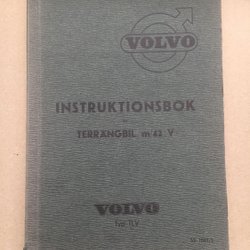 VOLVO
INSTRUKTIONSBOK
TERRÄNGBIL m/42 V
VOLVO
Typ TLV